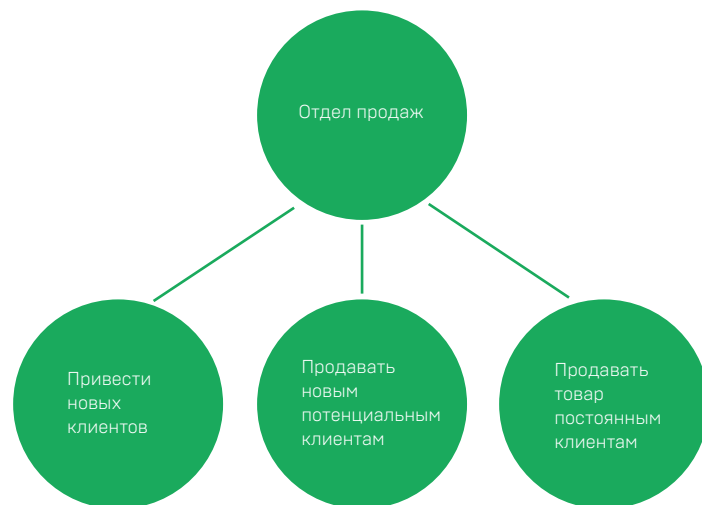 Отдел продаж
Привести
новых
клиентов
Продавать
новым
потенциальным
клиентам
Продавать
товар
постоянным
клиентам